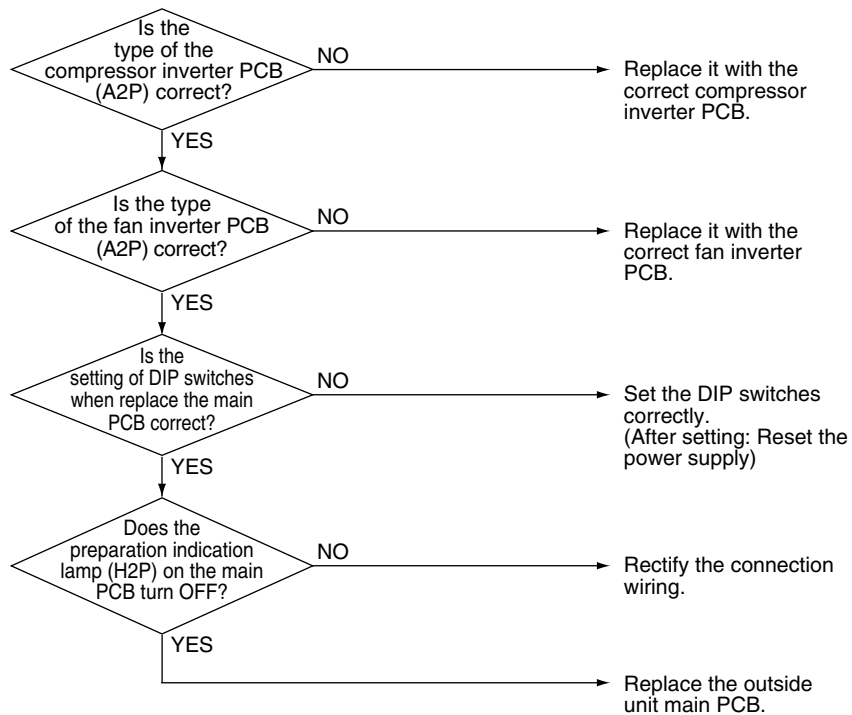 Is the
type of the
compressor inverter PCB
(A2P) correct?
NO
Replace it with the
correct compressor
inverter PCB.
YES
Is the type
of the fan inverter PCB
(A2P) correct?
NO
Replace it with the
correct fan inverter
PCB.
YES
Is the
setting of DIP switches
when replace the main
PCB correct?
NO
Set the DIP switches
correctly.
(After setting: Reset the
power supply)
YES
Does the
preparation indication
lamp (H2P) on the main
PCB turn OFF?
NO
Rectify the connection
wiring.
YES
Replace the outside
unit main PCB.